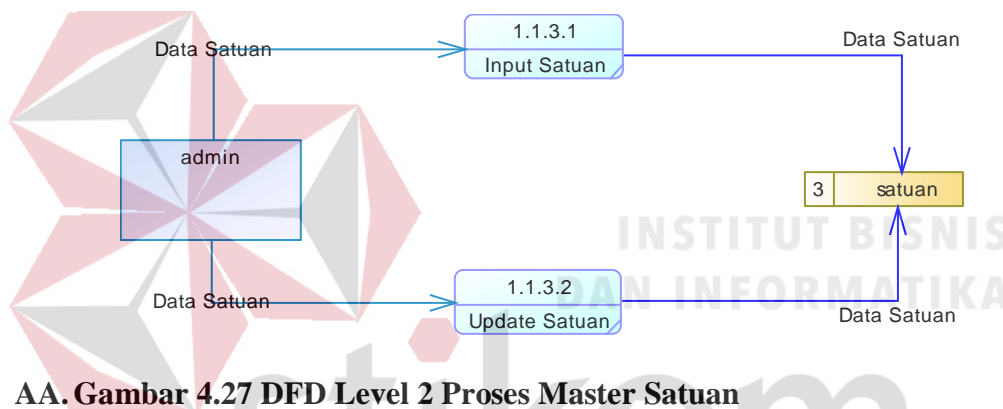 1.1.3.1
Data Satuan
Data Satuan
Input Satuan
admin
3 satuan
INSTITUT BISNIS
DAN INFORMATIKA
1.1.3.2
Data Satuan
Update Satuan
Data Satuan
stikom
AA. Gambar 4.27 DFD Level 2 Proses Master Satuan